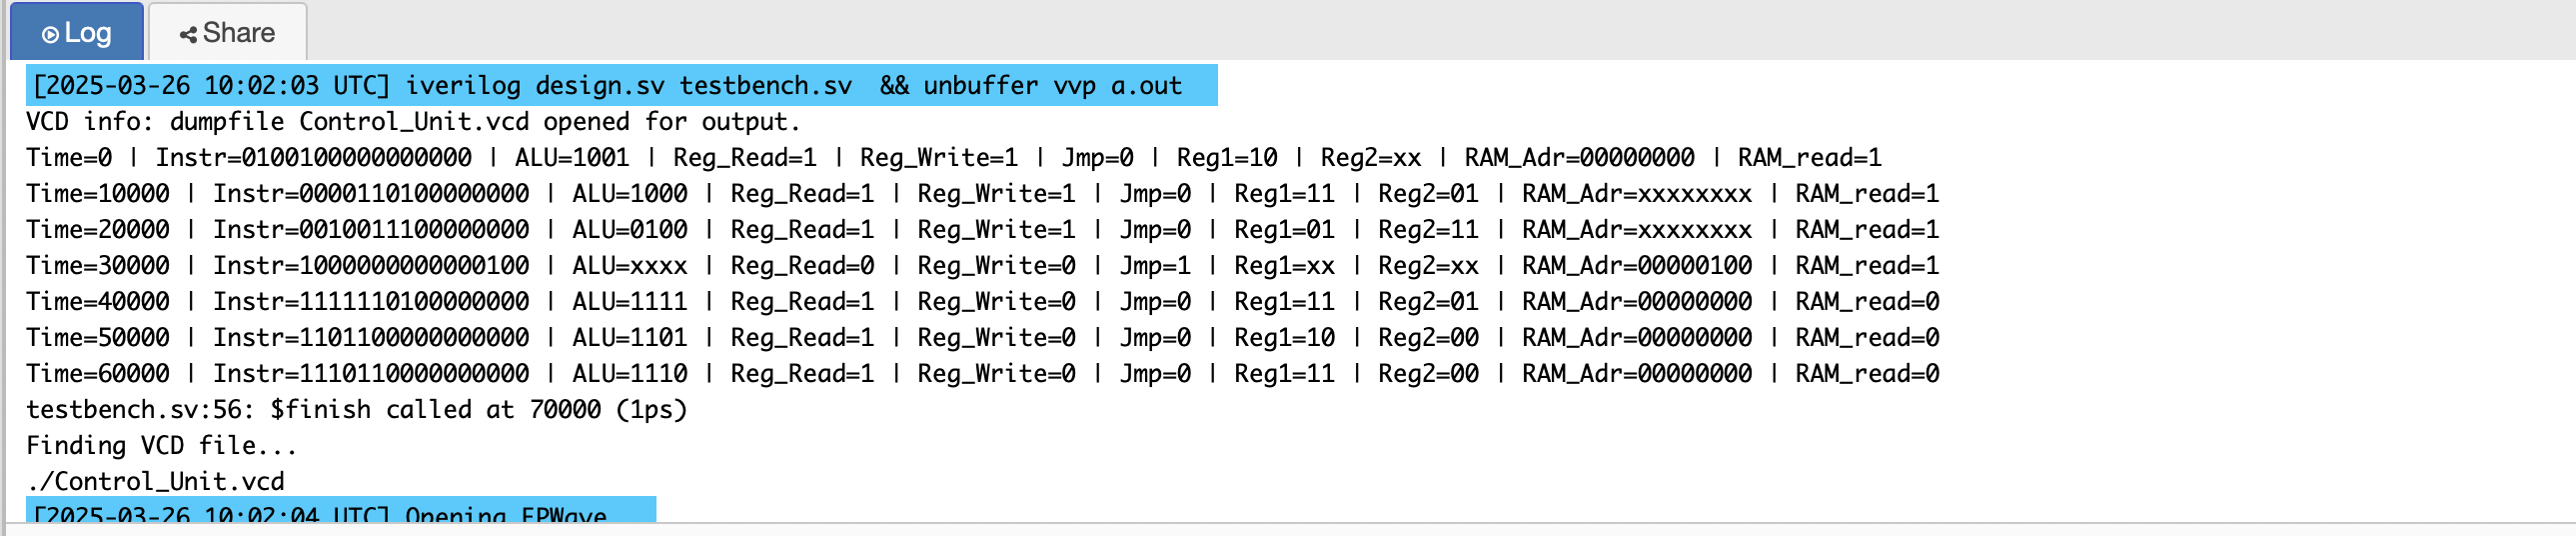 Log
Share
[2025-03-26 10:02:03 UTC] iverilog design.sv testbench.sv  && unbuffer vvp a.out
VCD info: dumpfile Control_Unit.vcd opened for output.
Time=0 | Instr=0100100000000000 | ALU=1001 | Reg_Read=1 | Reg_Write=1 | Jmp=0 | Reg1=10 | Reg2=xx | RAM_Adr=00000000 | RAM_read=1
Time=10000 | Instr=0000110100000000 | ALU=1000 | Reg_Read=1 | Reg_Write=1 | Jmp=0 | Reg1=11 | Reg2=01 | RAM_Adr=xxxxxxxx | RAM_read=1
Time=20000 | Instr=0010011100000000 | ALU=0100 | Reg_Read=1 | Reg_Write=1 | Jmp=0 | Reg1=01 | Reg2=11 | RAM_Adr=xxxxxxxx | RAM_read=1
Time=30000 | Instr=1000000000000100 | ALU=xxxx | Reg_Read=0 | Reg_Write=0 | Jmp=1 | Reg1=xx | Reg2=xx | RAM_Adr=00000100 | RAM_read=1
Time=40000 | Instr=1111110100000000 | ALU=1111 | Reg_Read=1 | Reg_Write=0 | Jmp=0 | Reg1=11 | Reg2=01 | RAM_Adr=00000000 | RAM_read=0
Time=50000 | Instr=1101100000000000 | ALU=1101 | Reg_Read=1 | Reg_Write=0 | Jmp=0 | Reg1=10 | Reg2=00 | RAM_Adr=00000000 | RAM_read=0
Time=60000 | Instr=1110110000000000 | ALU=1110 | Reg_Read=1 | Reg_Write=0 | Jmp=0 | Reg1=11 | Reg2=00 | RAM_Adr=00000000 | RAM_read=0
testbench.sv:56: $finish called at 70000 (1ps)
Finding VCD file...
./Control_Unit.vcd
[2025-03-26 10:02:04 UTC] Opening EPWave